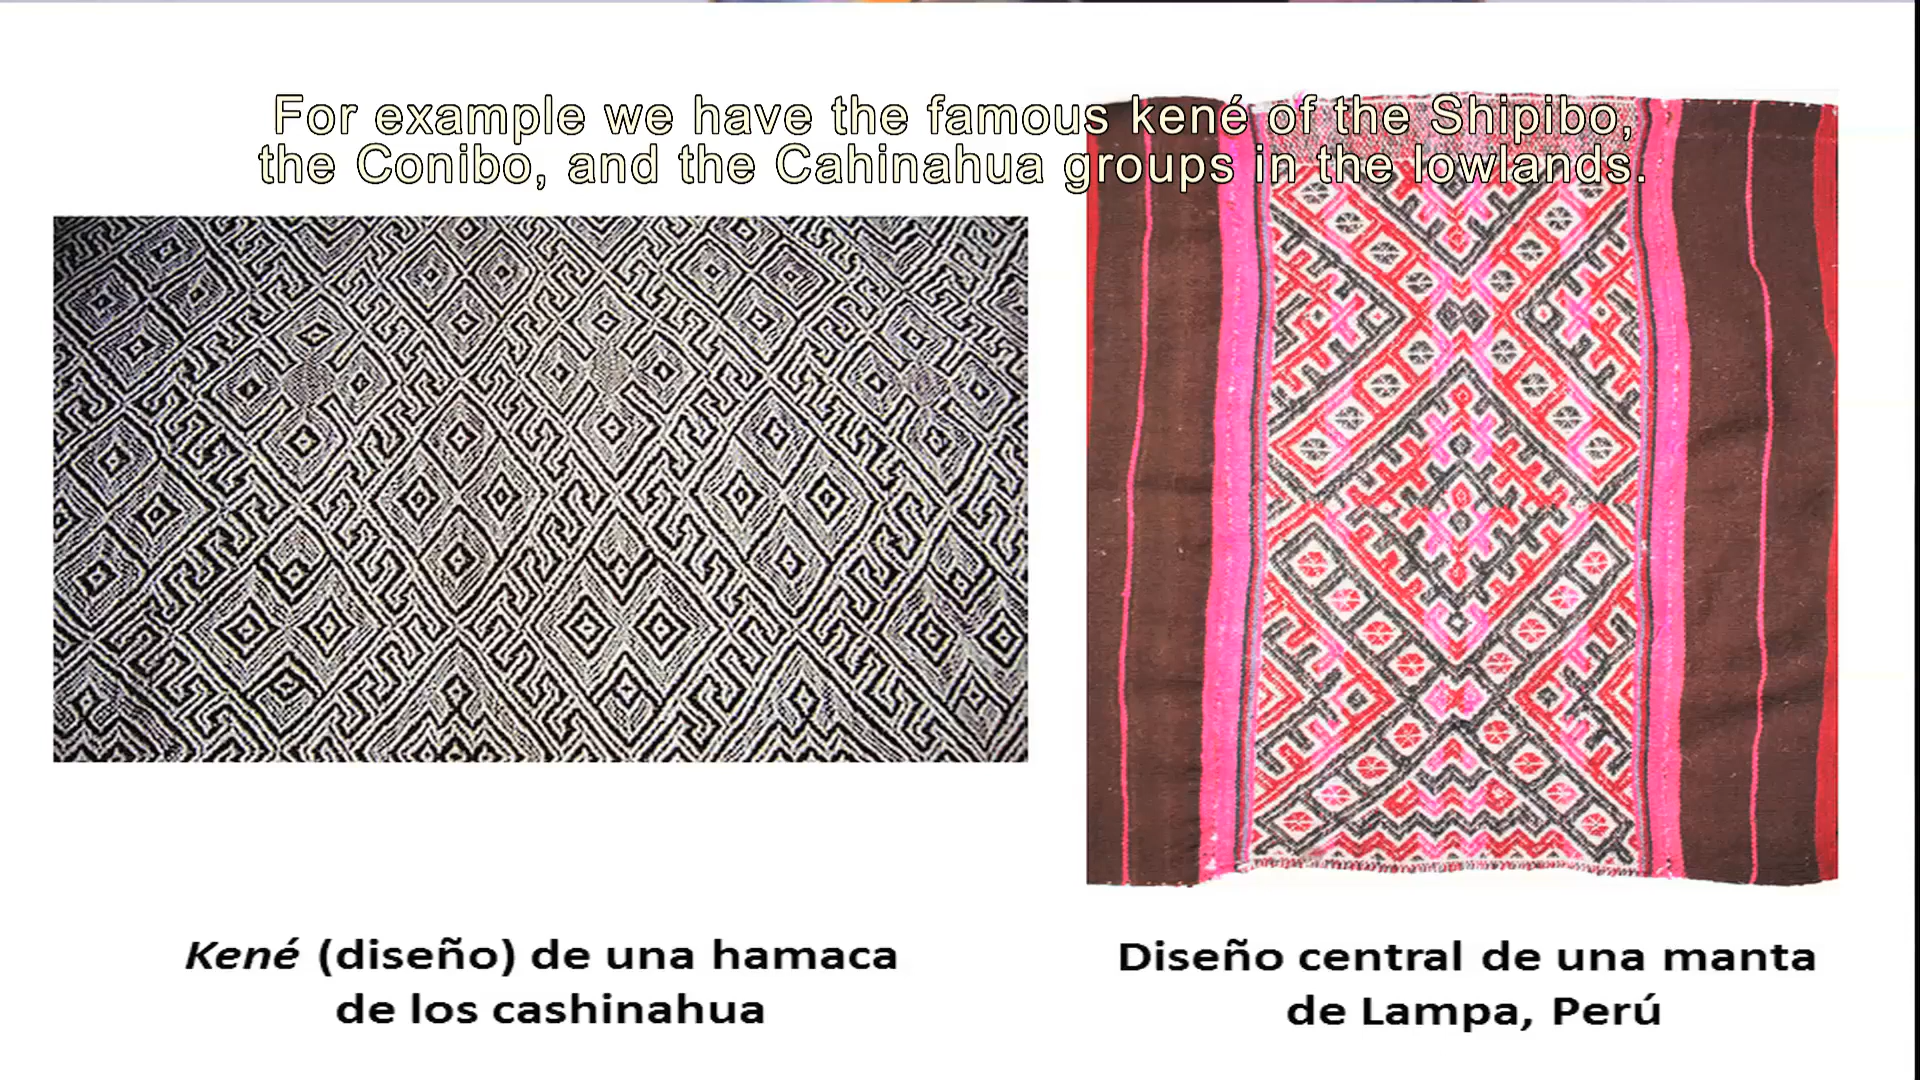 For example we have the famous kené of the Shipibo,
the Conibo, and the Cahinahua groups in the lowlands.
Kené (diseño) de una hamaca
de los cashinahua
Diseño central de una manta
de Lampa, Perú